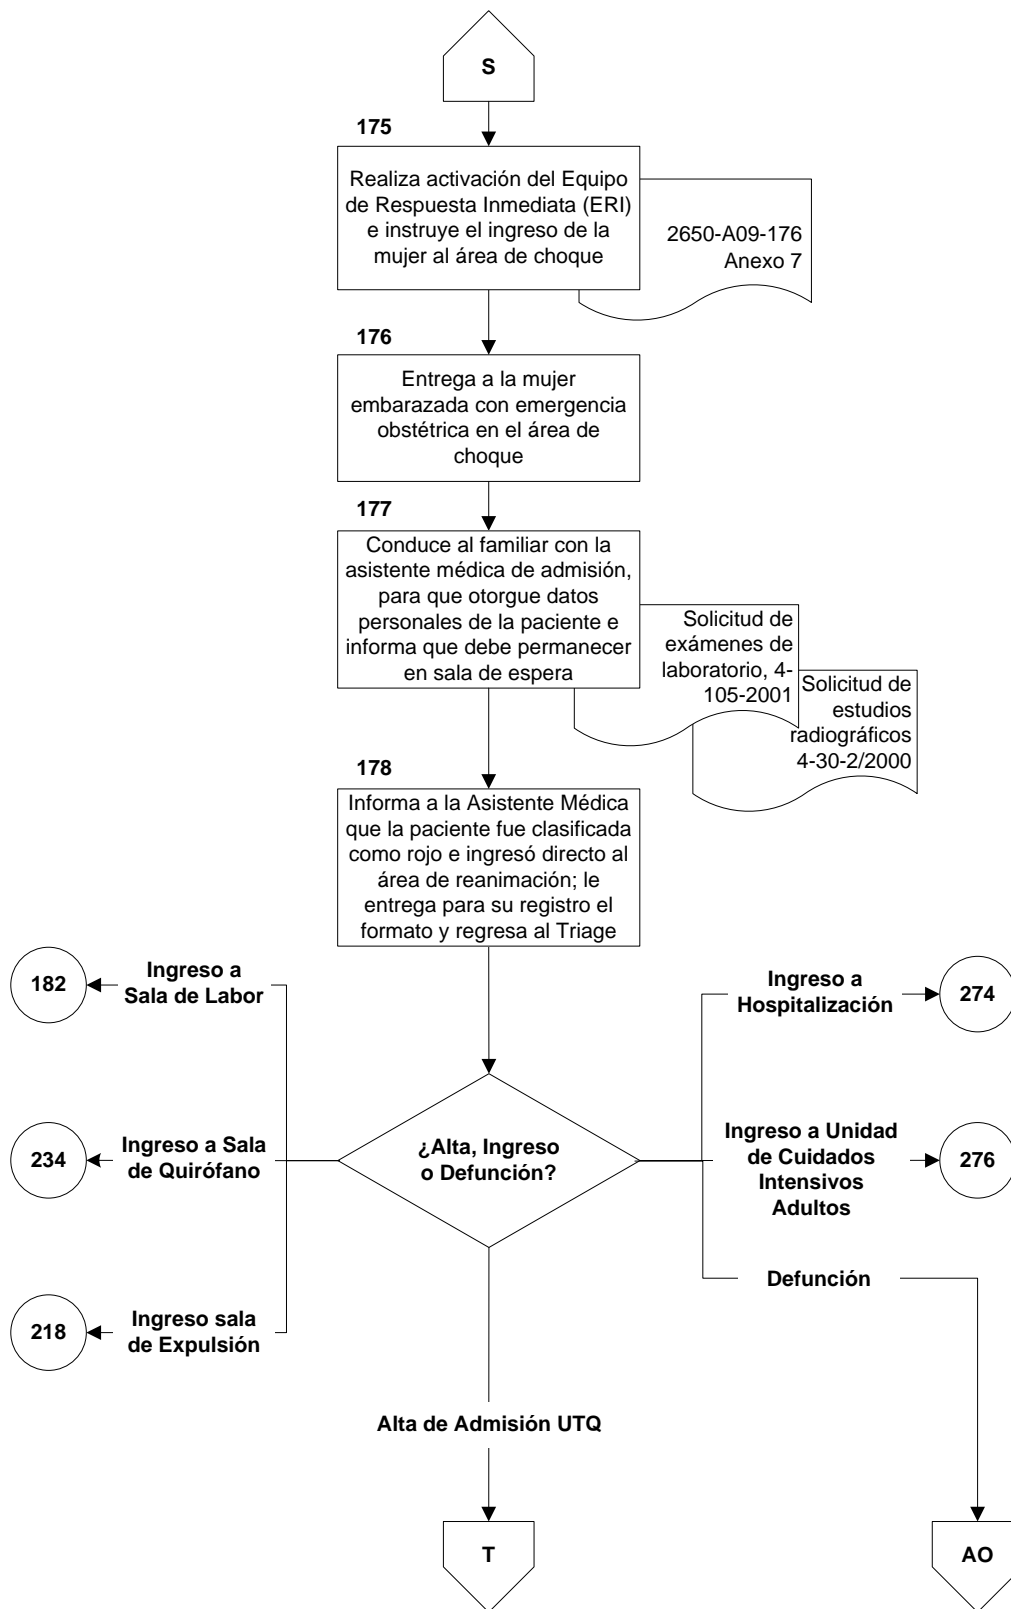 S
175
Realiza activación del Equipo
de Respuesta Inmediata (ERI)
e instruye el ingreso de la
mujer al área de choque
2650-A09-176
Anexo 7
176
Entrega a la mujer
embarazada con emergencia
obstétrica en el área de
choque
177
Conduce al familiar con la
asistente médica de admisión,
para que otorgue datos
personales de la paciente e
informa que debe permanecer
en sala de espera
Solicitud de
exámenes de
laboratorio, 4-
105-2001
Solicitud de
estudios
radiográficos
4-30-2/2000
178
Informa a la Asistente Médica
que la paciente fue clasificada
como rojo e ingresó directo al
área de reanimación; le
entrega para su registro el
formato y regresa al Triage
182
Ingreso a
Sala de Labor
Ingreso a
Hospitalización
274
234
Ingreso a Sala
de Quirófano
¿Alta, Ingreso
o Defunción?
Ingreso a Unidad
de Cuidados
Intensivos
Adultos
276
Defunción
218
Ingreso sala
de Expulsión
Alta de Admisión UTQ
T
AO